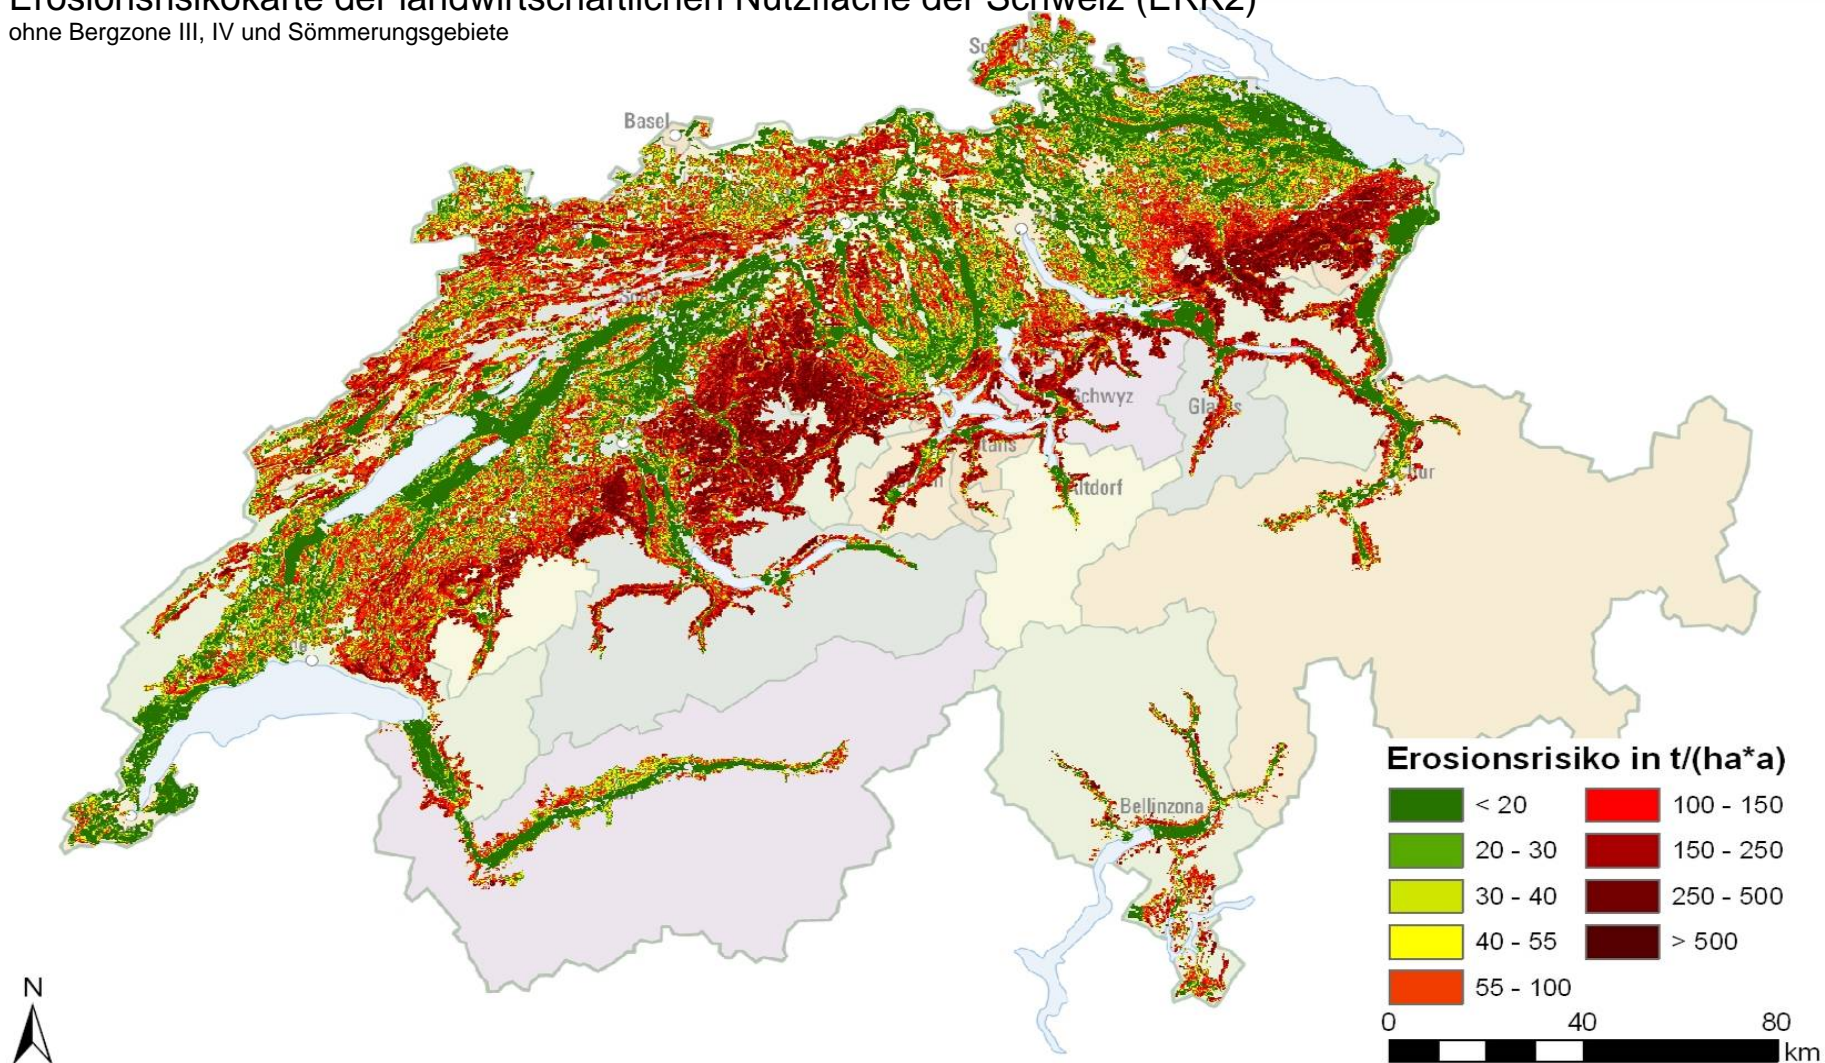 Erosionsrisikokarte der landwirtschaftlichen Nutzfläche der Schweiz (ERK2)
ohne Bergzone III, IV und Sömmerungsgebiete
Basel
Schwyz
Bellinzona
Erosionsrisiko in t/(ha*a)
< 20
100 - 150
20 - 30
150 - 250
30 - 40
250 - 500
40 - 55
> 500
55 - 100
N
0 40 80
km